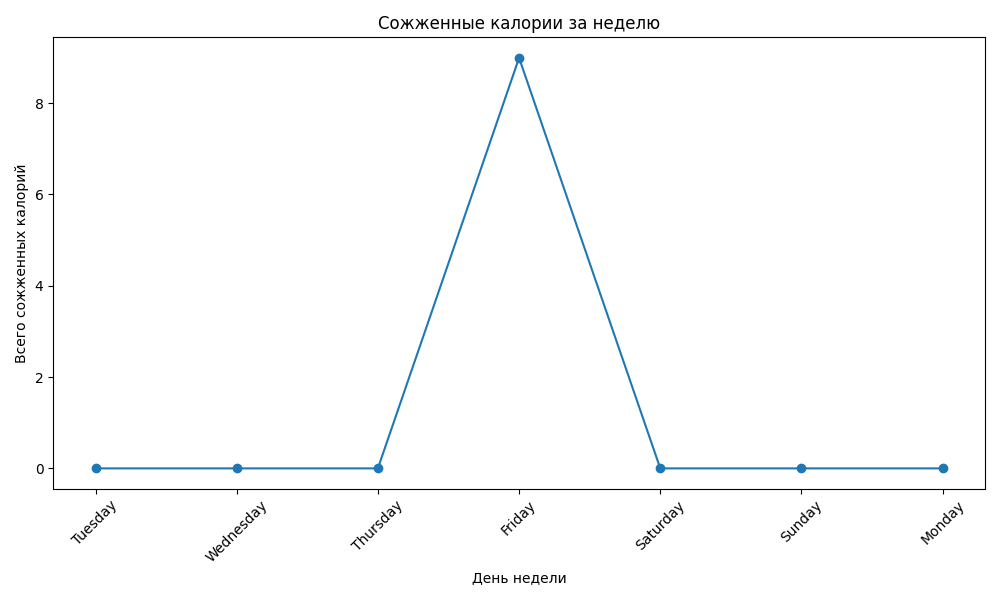 Сожженные калории за неделю
Всего сожженных калорий
8
6
4
2
0
Tuesday
Wednesday
Thursday
Friday
Saturday
Sunday
Monday
День недели